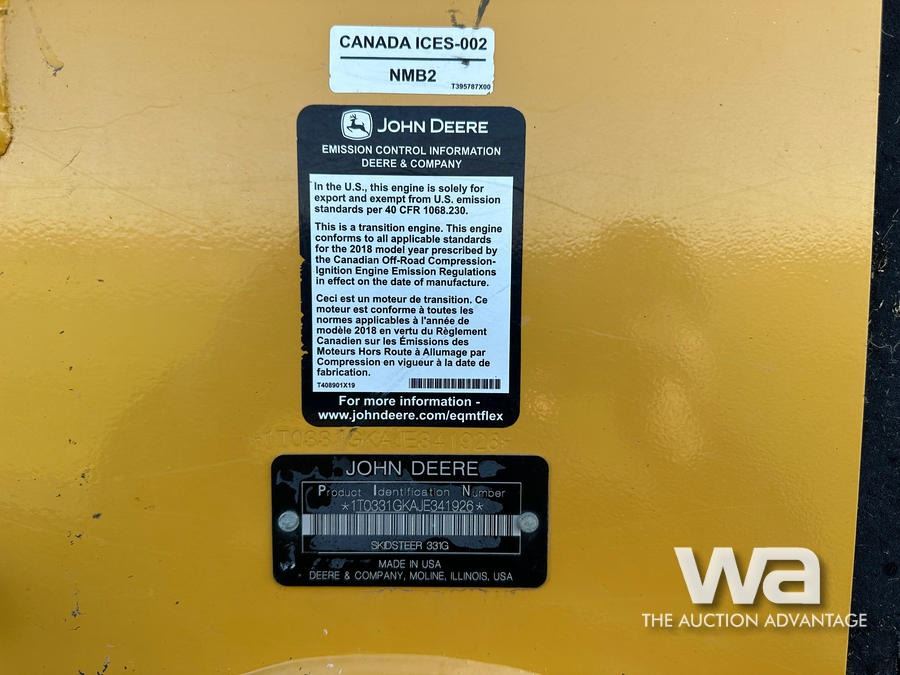 CANADA ICES-002
NMB2
T395787X00
JOHN DEERE
EMISSION CONTROL INFORMATION
DEERE & COMPANY
In the U.S., this engine is solely for
export and exempt from U.S. emission
standards per 40 CFR 1068.230.
This is a transition engine. This engine
conforms to all applicable standards
for the 2018 model year prescribed by
the Canadian Off-Road Compression-
Ignition Engine Emission Regulations
in effect on the date of manufacture.
Ceci est un moteur de transition. Ce
moteur est conforme à toutes les
normes applicables à l'année de
modèle 2018 en vertu du Règlement
Canadien sur les Émissions des
Moteurs Hors Route à Allumage par
Compression en vigueur à la date de
fabrication.
T408901X19
For more information -
www.johndeere.com/eqmtflex
1T0331GKAJE341926
JOHN DEERE
Product Identification Number
*1T0331GKAJE341926*
SKIDSTEER 331G
MADE IN USA
DEERE & COMPANY, MOLINE, ILLINOIS, USA
wa
THE AUCTION ADVANTAGE